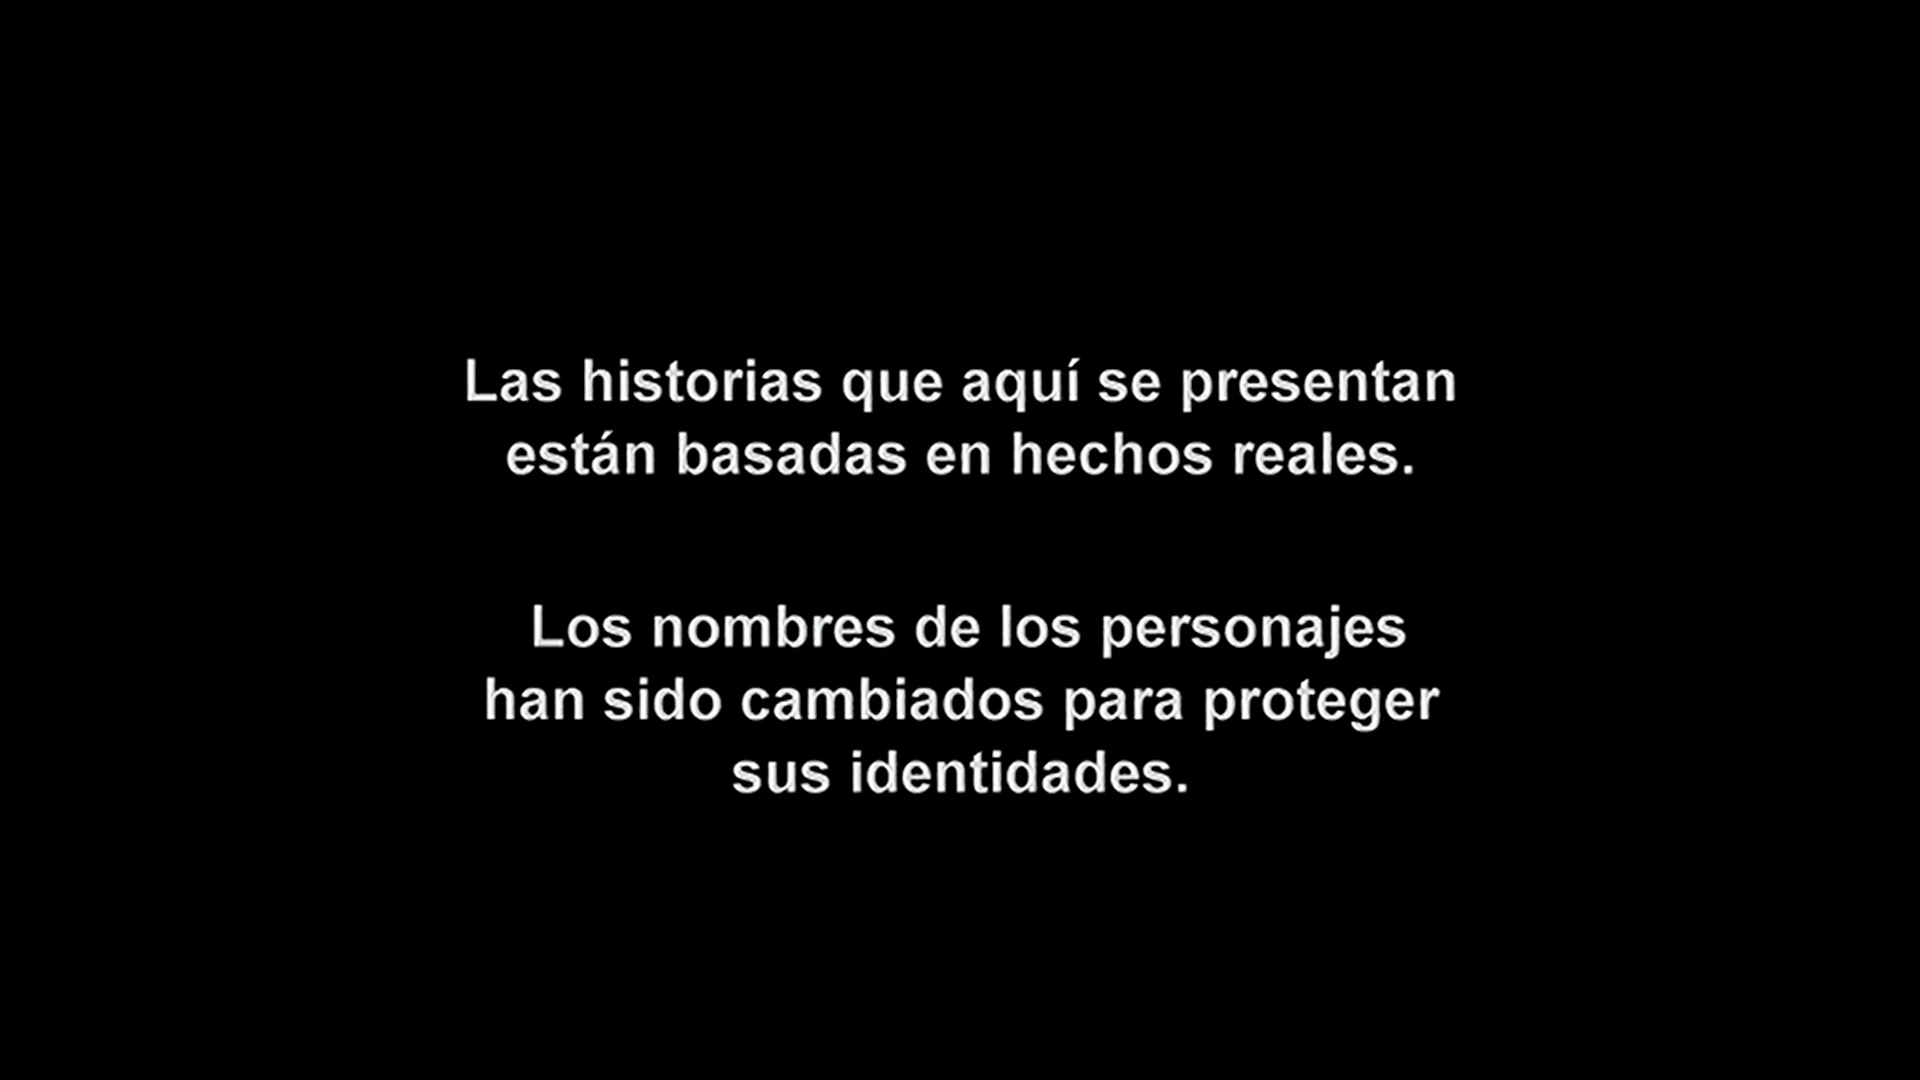 Las historias que aquí se presentan
están basadas en hechos reales.
Los nombres de los personajes
han sido cambiados para proteger
sus identidades.